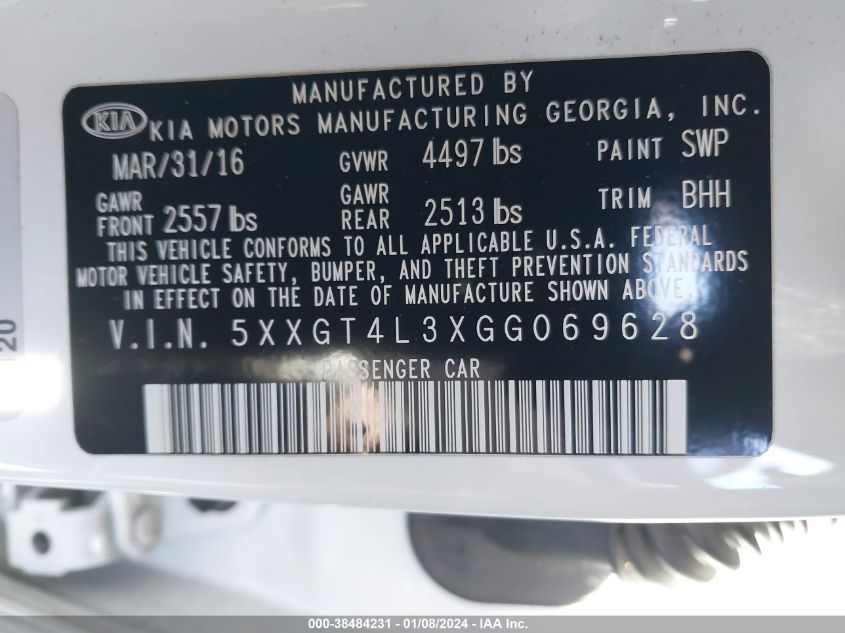 MANUFACTURED BY
KIA KIA MOTORS MANUFACTURING GEORGIA, INC.
MAR/31/16 GVWR 4497 lbs PAINT SWP
GAWR FRONT 2557 lbs GAWR REAR 2513 lbs TRIM BHH
THIS VEHICLE CONFORMS TO ALL APPLICABLE U.S.A. FEDERAL
MOTOR VEHICLE SAFETY, BUMPER, AND THEFT PREVENTION STANDARDS
IN EFFECT ON THE DATE OF MANUFACTURE SHOWN ABOVE.
V.I.N. 5XXGT4L3XGG069628
PASSENGER CAR
20
000-38484231 - 01/08/2024 - IAA Inc.